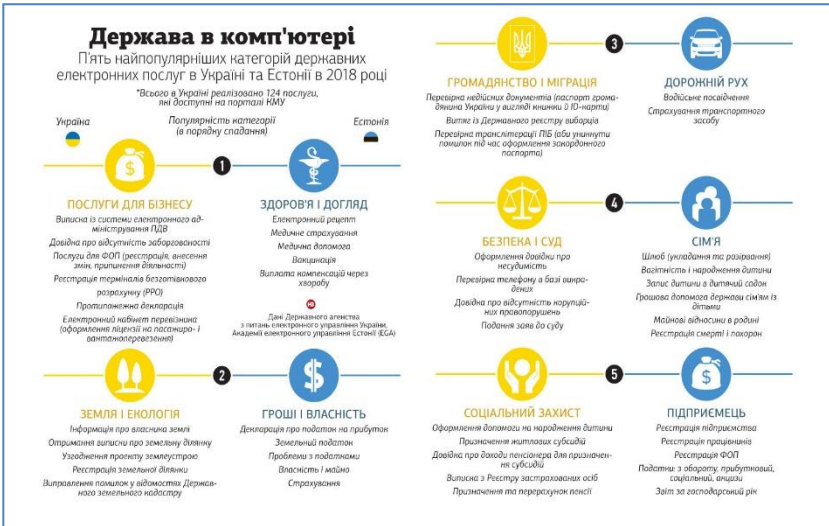 Держава в комп'ютері
П'ять найпопулярніших категорій державних
електронних послуг в Україні та Естонії в 2018 році
*Всього в Україні реалізовано 124 послуги,
які доступні на порталі КМУ
Україна
Популярність категорії
(в порядку спадання)
Естонія
1
ПОСЛУГИ ДЛЯ БІЗНЕСУ
Виписка із системи електронного ад-
міністрування ПДВ
Довідка про відсутність заборгованості
Послуги для ФОП (реєстрація, внесення
змін, припинення діяльності)
Реєстрація терміналів безготівкового
розрахунку (РРО)
Протипожежна декларація
Електронний кабінет перевізника
(оформлення ліцензії на пасажиро- і
вантажоперевезення)
ЗДОРОВ'Я І ДОГЛЯД
Електронний рецепт
Медичне страхування
Медична допомога
Вакцинація
Виплата компенсацій через
хворобу
Дані Державного агенства
з питань електронного управління України,
Академії електронного управління Естонії (EGA)
2
ЗЕМЛЯ І ЕКОЛОГІЯ
Інформація про власника землі
Отримання виписки про земельну ділянку
Узгодження проекту землеустрою
Реєстрація земельної ділянки
Виправлення помилок у відомостях Держав-
ного земельного кадастру
ГРОШІ І ВЛАСНІСТЬ
Декларація про податок на прибуток
Земельний податок
Проблеми з податками
Власність і майно
Страхування
3
ГРОМАДЯНСТВО І МІГРАЦІЯ
Перевірка недійсних документів (паспорт грома-
дянина України у вигляді книжки й ID-карти)
Витяг із Державного реєстру виборців
Перевірка транслітерації ПІБ (аби уникнути
помилок під час оформлення закордонного
паспорта)
ДОРОЖНІЙ РУХ
Водійське посвідчення
Страхування транспортного
засобу
4
БЕЗПЕКА І СУД
Оформлення довідки про
несудимість
Перевірка телефону в базі викра-
дених
Довідка про відсутність корупцій-
них правопорушень
Подання заяв до суду
СІМ'Я
Шлюб (укладання та розірвання)
Вагітність і народження дитини
Запис дитини в дитячий садок
Грошова допомога держави сім'ям із
дітьми
Майнові відносини в родині
Реєстрація смерті і похорон
5
СОЦІАЛЬНИЙ ЗАХИСТ
Оформлення допомоги на народження дитини
Призначення житлових субсидій
Довідка про доходи пенсіонера для призначен-
ня субсидій
Виписка з Реєстру застрахованих осіб
Призначення та перерахунок пенсії
ПІДПРИЄМЕЦЬ
Реєстрація підприємства
Реєстрація працівників
Реєстрація ФОП
Податки: з обороту, прибутковий,
соціальний, акцизи
Звіт за господарський рік